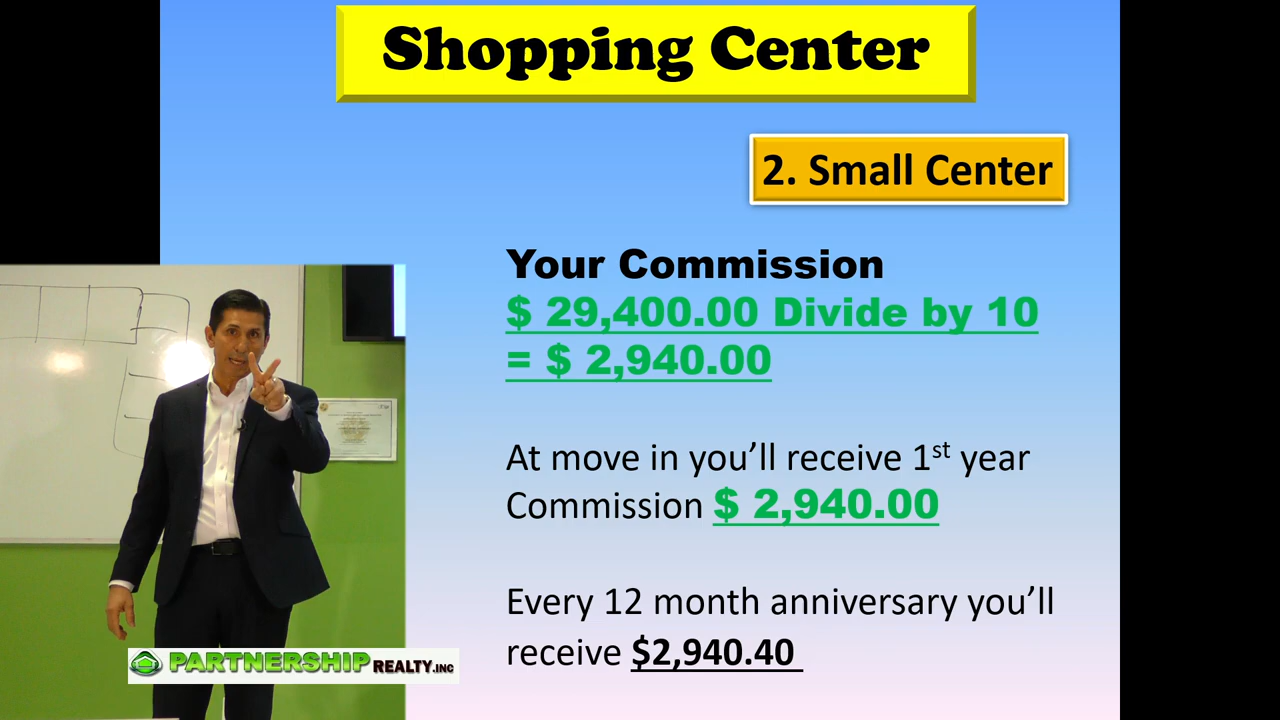 Shopping Center
2. Small Center
Your Commission
$ 29,400.00 Divide by 10
= $ 2,940.00
At move in you’ll receive 1st year
Commission $ 2,940.00
Every 12 month anniversary you’ll
receive $2,940.40
PARTNERSHIP REALTY.INC